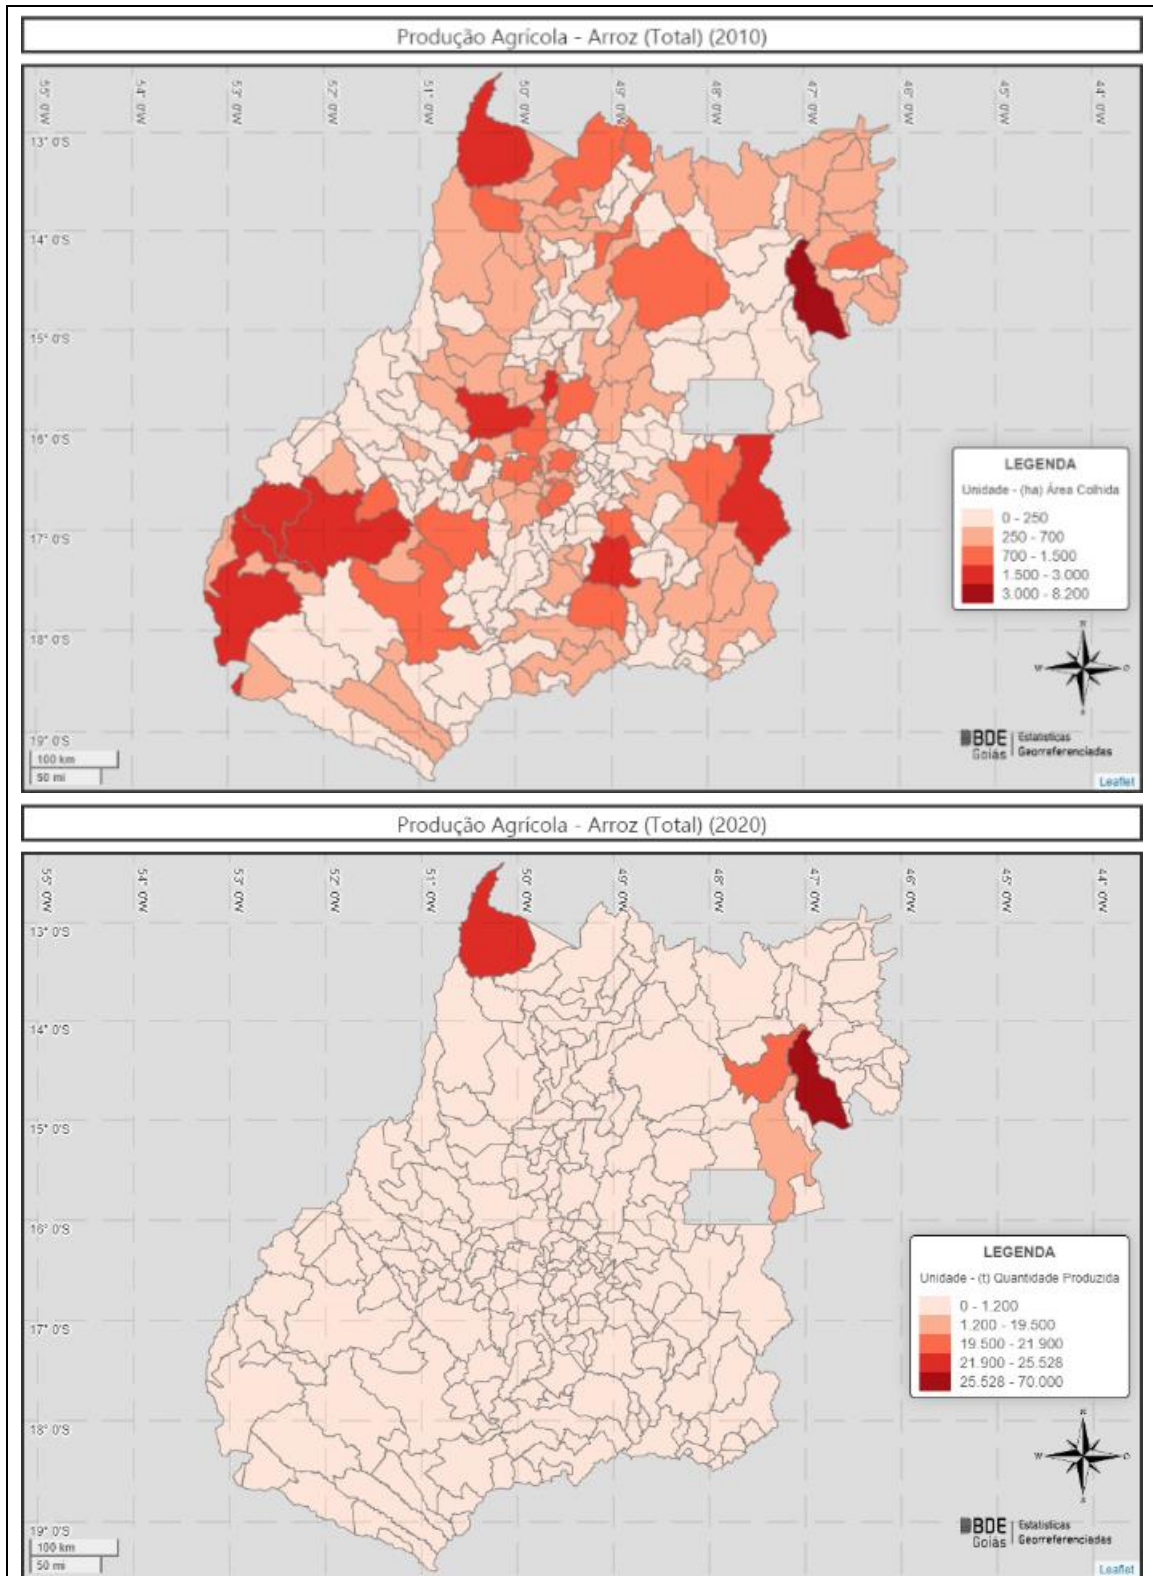 Produção Agrícola - Arroz (Total) (2010)
55° 0'W 54° 0'W 53° 0'W 52° 0'W 51° 0'W 50° 0'W 49° 0'W 48° 0'W 47° 0'W 46° 0'W 45° 0'W 44° 0'W
13° 0'S
14° 0'S
15° 0'S
16° 0'S
LEGENDA
Unidade - (ha) Área Colhida
0 - 250
250 - 700
700 - 1.500
1.500 - 3.000
3.000 - 8.200
17° 0'S
18° 0'S
N
W O
S
19° 0'S
BDE Goiás | Estatísticas Georreferenciadas
100 km
50 mi
Leaflet
Produção Agrícola - Arroz (Total) (2020)
55° 0'W 54° 0'W 53° 0'W 52° 0'W 51° 0'W 50° 0'W 49° 0'W 48° 0'W 47° 0'W 46° 0'W 45° 0'W 44° 0'W
13° 0'S
14° 0'S
15° 0'S
16° 0'S
LEGENDA
Unidade - (t) Quantidade Produzida
0 - 1.200
1.200 - 19.500
19.500 - 21.900
21.900 - 25.528
25.528 - 70.000
17° 0'S
18° 0'S
N
W O
S
19° 0'S
BDE Goiás | Estatísticas Georreferenciadas
100 km
50 mi
Leaflet